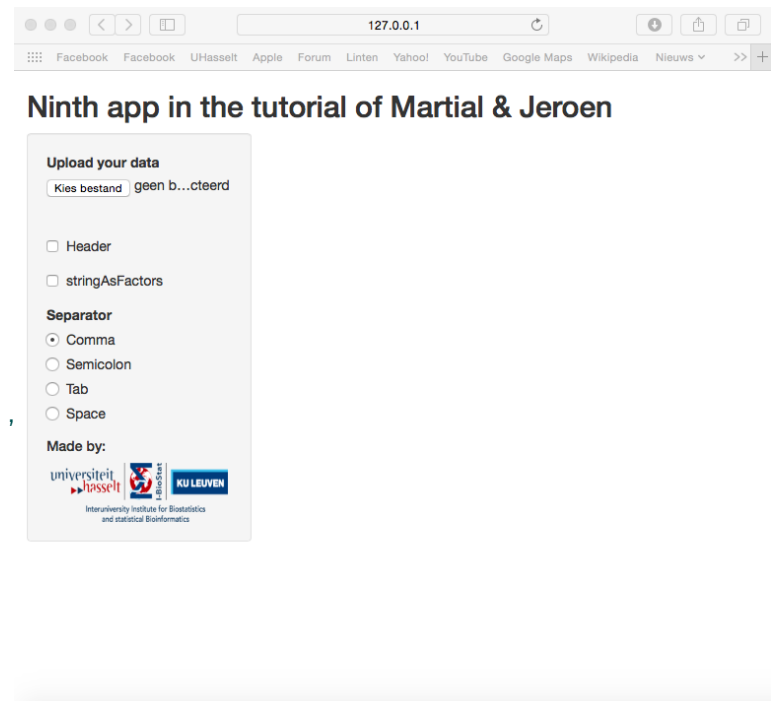 127.0.0.1
Facebook Facebook UHasselt Apple Forum Linten Yahoo! YouTube Google Maps Wikipedia Nieuws >> +
Ninth app in the tutorial of Martial & Jeroen
Upload your data
Kies bestand geen b...cteerd
Header
stringAsFactors
Separator
Comma
Semicolon
Tab
,
Space
Made by:
universiteit
hasselt
I-BioStat
KU LEUVEN
Interuniversity Institute for Biostatistics
and statistical Bioinformatics